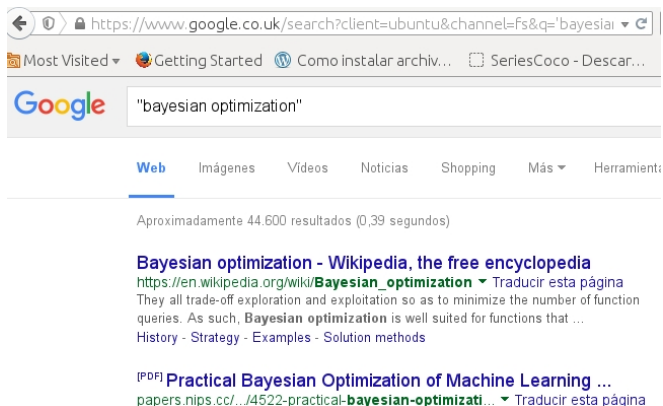 https://www.google.co.uk/search?client=ubuntu&channel=fs&q='bayesian
Most Visited Getting Started Como instalar archiv... SeriesCoco - Descar...
Google "bayesian optimization"
Web Imágenes Vídeos Noticias Shopping Más Herramienta
Aproximadamente 44.600 resultados (0,39 segundos)
Bayesian optimization - Wikipedia, the free encyclopedia
https://en.wikipedia.org/wiki/Bayesian_optimization Traducir esta página
They all trade-off exploration and exploitation so as to minimize the number of function
queries. As such, Bayesian optimization is well suited for functions that ...
History - Strategy - Examples - Solution methods
[PDF] Practical Bayesian Optimization of Machine Learning ...
papers.nips.cc/.../4522-practical-bayesian-optimizati... Traducir esta página